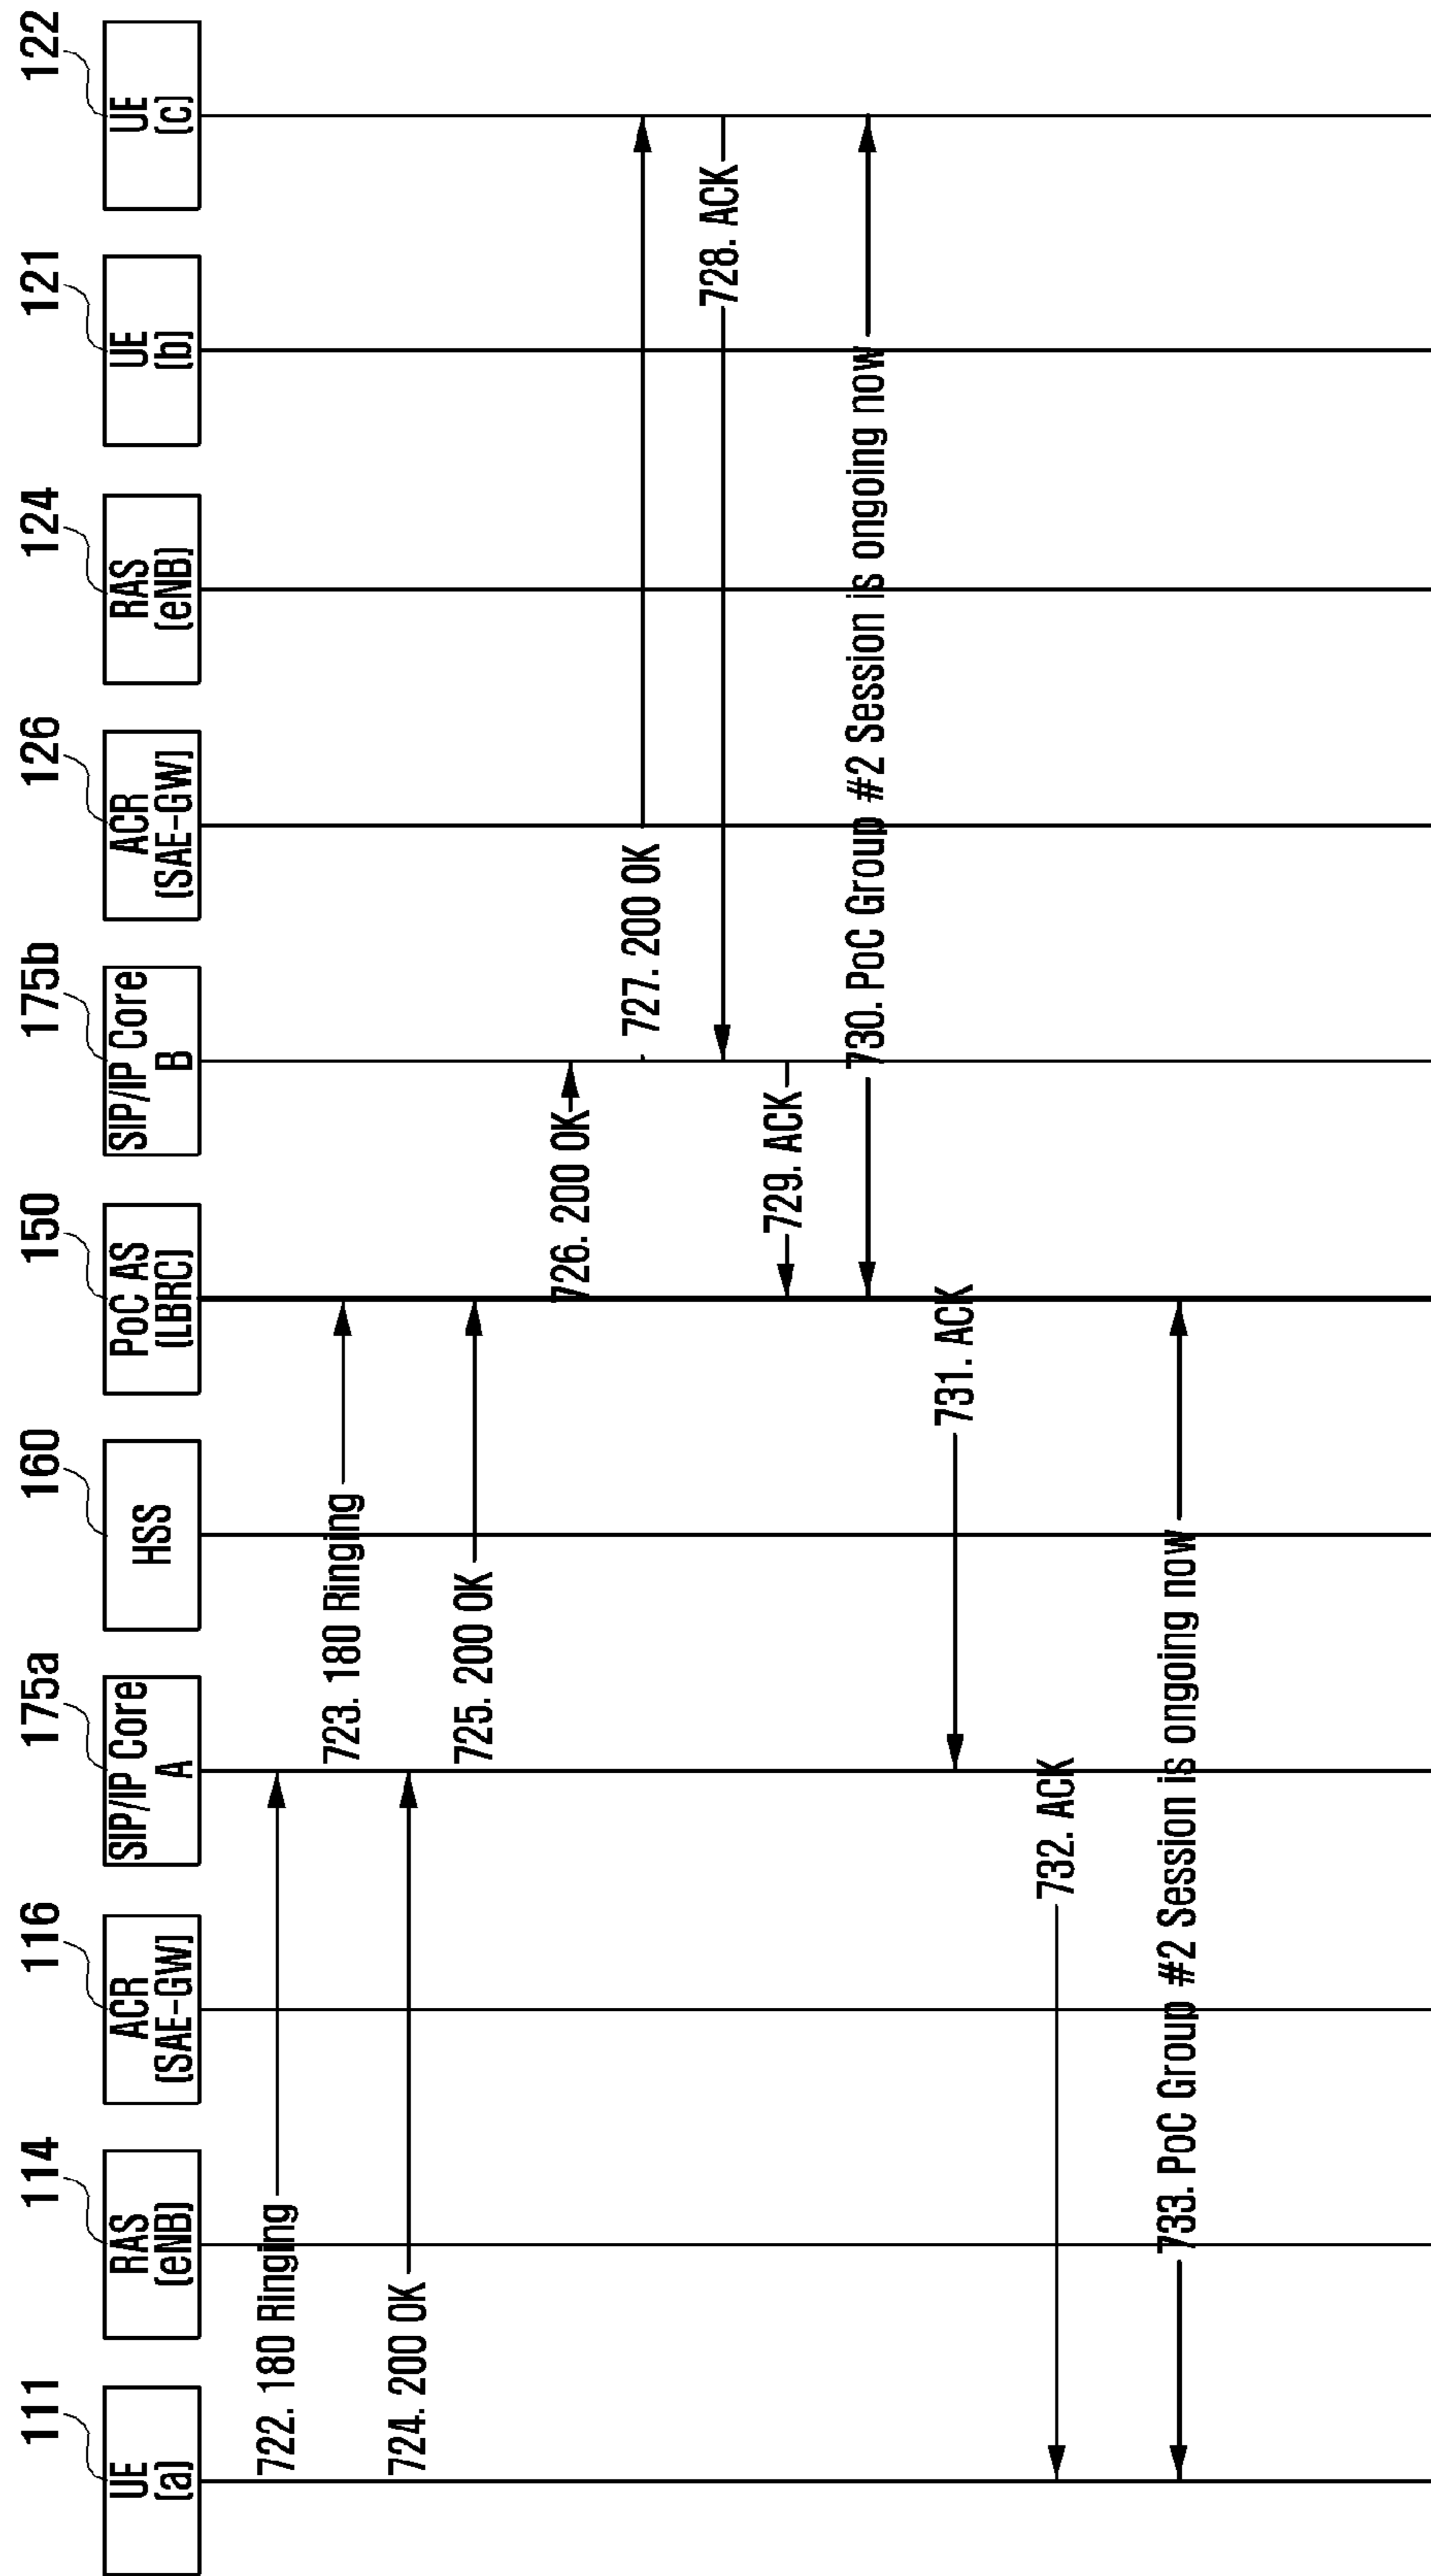 111
114
116
175a
160
150
175b
126
124
121
122
UE
(a)
RAS
(eNB)
ACR
(SAE-GW)
SIP/IP Core
A
HSS
PoC AS
(LBRC)
SIP/IP Core
B
ACR
(SAE-GW)
RAS
(eNB)
UE
(b)
UE
(c)
722. 180 Ringing
723. 180 Ringing
724. 200 OK
725. 200 OK
726. 200 OK
727. 200 OK
728. ACK
729. ACK
730. PoC Group #2 Session is ongoing now
731. ACK
732. ACK
733. PoC Group #2 Session is ongoing now